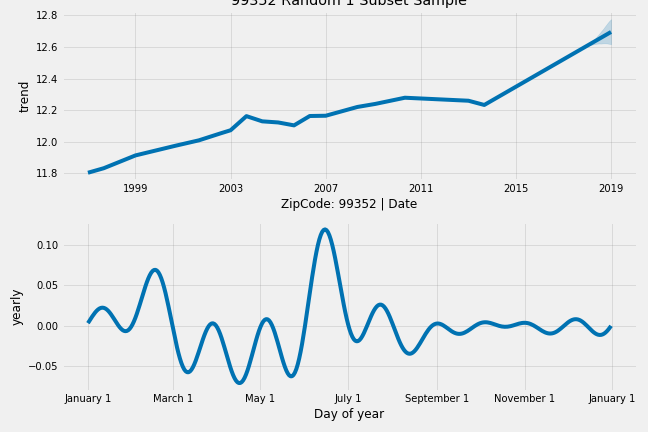 99352 Random 1 Subset Sample
12.8
12.6
12.4
12.2
12.0
11.8
trend
1999 2003 2007 2011 2015 2019
ZipCode: 99352 | Date
0.10
0.05
0.00
−0.05
yearly
January 1 March 1 May 1 July 1 September 1 November 1 January 1
Day of year